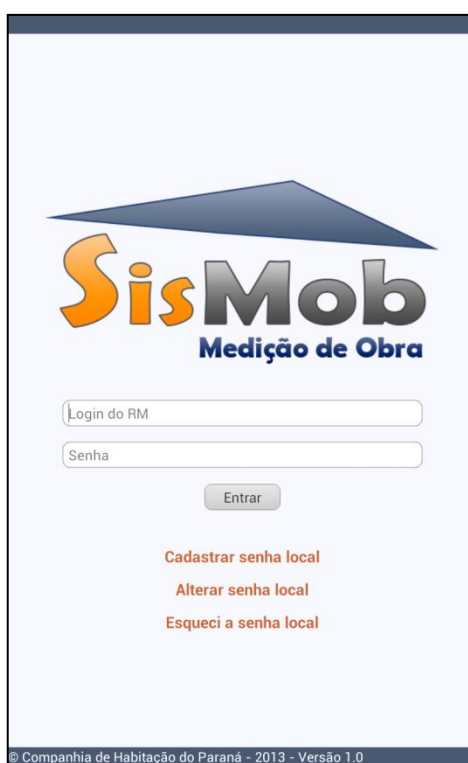 SisMob
Medição de Obra
Login do RM
Senha
Entrar
Cadastrar senha local
Alterar senha local
Esqueci a senha local
© Companhia de Habitação do Paraná - 2013 - Versão 1.0